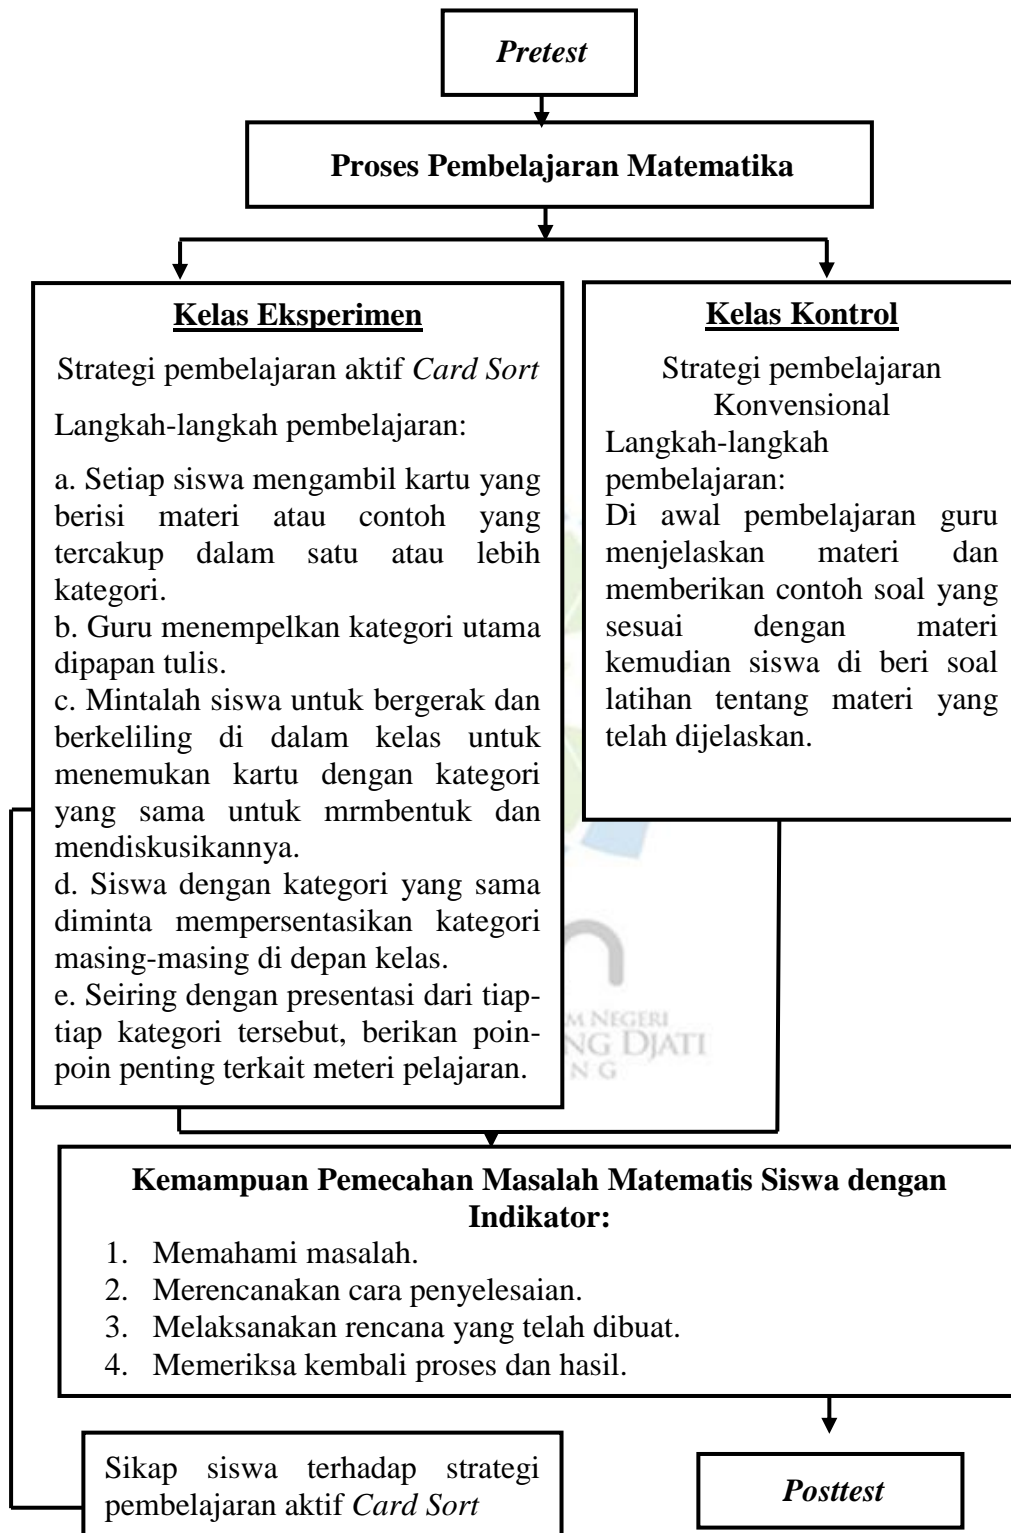 Pretest
Proses Pembelajaran Matematika
Kelas Eksperimen
Strategi pembelajaran aktif Card Sort
Langkah-langkah pembelajaran:
a. Setiap siswa mengambil kartu yang
berisi materi atau contoh yang
tercakup dalam satu atau lebih
kategori.
b. Guru menempelkan kategori utama
dipapan tulis.
c. Mintalah siswa untuk bergerak dan
berkeliling di dalam kelas untuk
menemukan kartu dengan kategori
yang sama untuk mrmbentuk dan
mendiskusikannya.
d. Siswa dengan kategori yang sama
diminta mempersentasikan kategori
masing-masing di depan kelas.
e. Seiring dengan presentasi dari tiap-
tiap kategori tersebut, berikan poin-
poin penting terkait meteri pelajaran.
Kelas Kontrol
Strategi pembelajaran
Konvensional
Langkah-langkah
pembelajaran:
Di awal pembelajaran guru
menjelaskan materi dan
memberikan contoh soal yang
sesuai dengan materi
kemudian siswa di beri soal
latihan tentang materi yang
telah dijelaskan.
M NEGERI
NG DJATI
N G
Kemampuan Pemecahan Masalah Matematis Siswa dengan
Indikator:
1. Memahami masalah.
2. Merencanakan cara penyelesaian.
3. Melaksanakan rencana yang telah dibuat.
4. Memeriksa kembali proses dan hasil.
Sikap siswa terhadap strategi
pembelajaran aktif Card Sort
Posttest